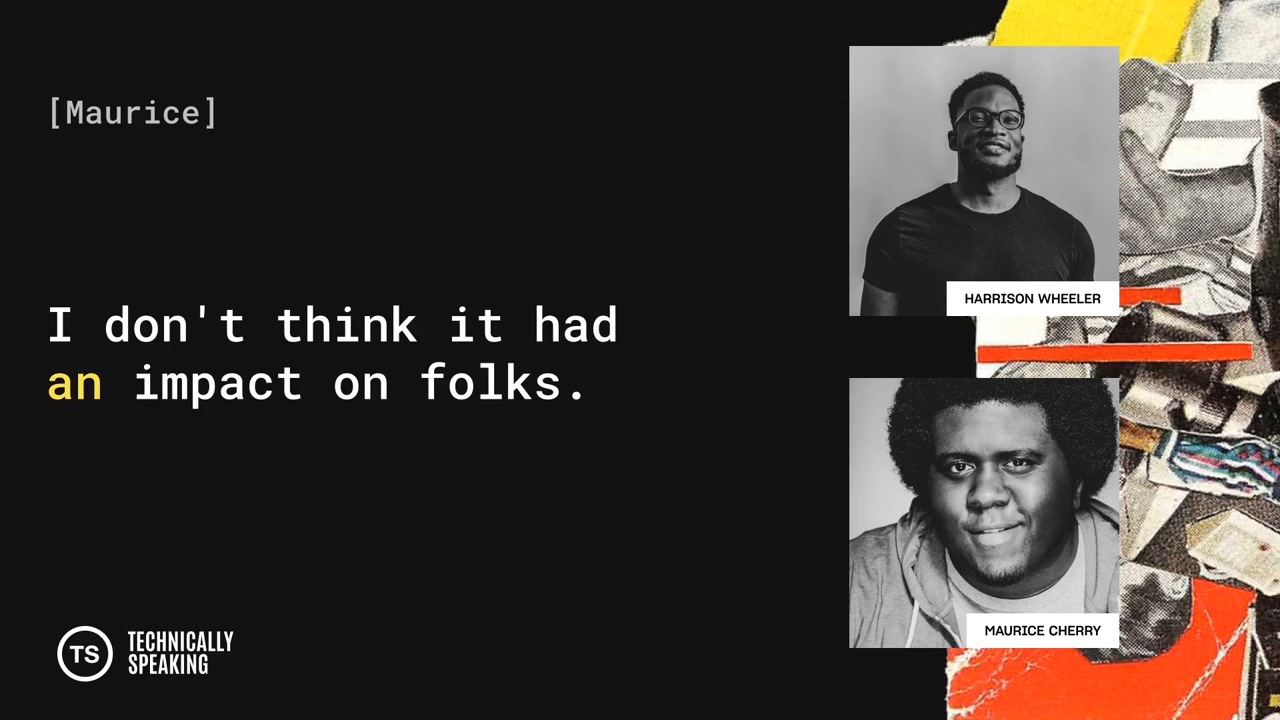 [Maurice]
I don't think it had
an impact on folks.
HARRISON WHEELER
MAURICE CHERRY
TS
TECHNICALLY
SPEAKING